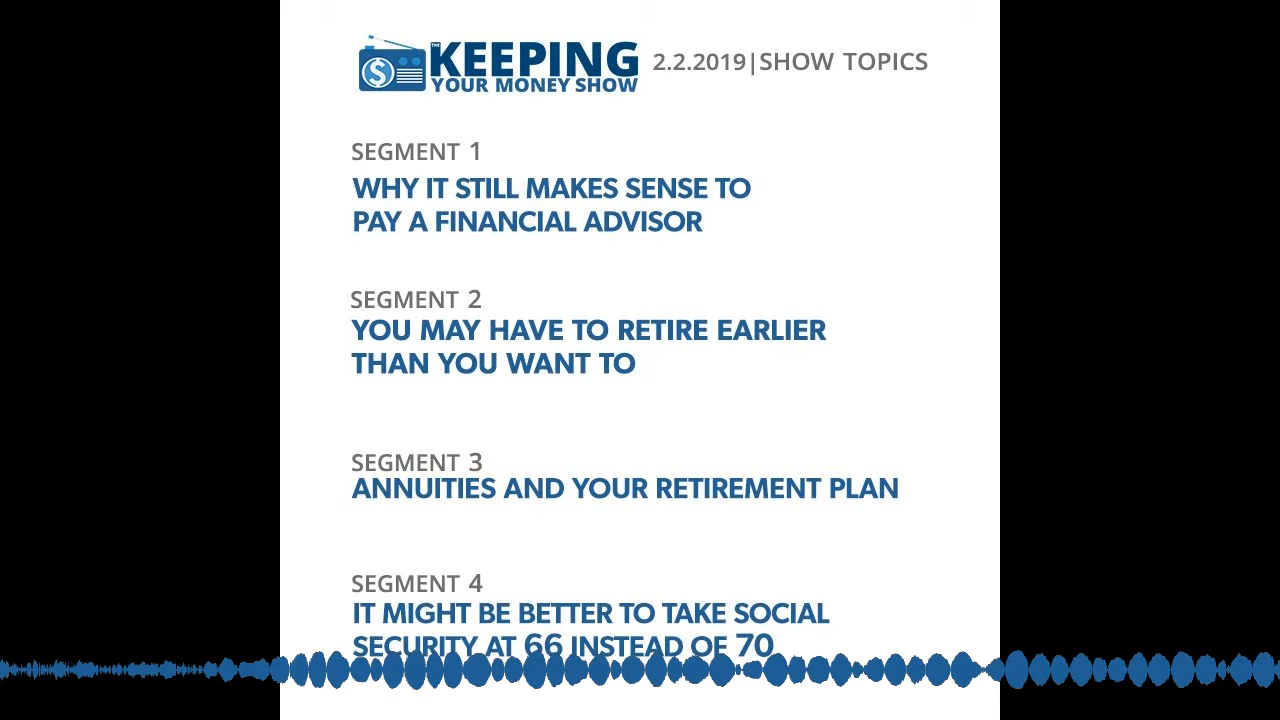 THE KEEPING
YOUR MONEY SHOW
2.2.2019|SHOW TOPICS
SEGMENT 1
WHY IT STILL MAKES SENSE TO
PAY A FINANCIAL ADVISOR
SEGMENT 2
YOU MAY HAVE TO RETIRE EARLIER
THAN YOU WANT TO
SEGMENT 3
ANNUITIES AND YOUR RETIREMENT PLAN
SEGMENT 4
IT MIGHT BE BETTER TO TAKE SOCIAL
SECURITY AT 66 INSTEAD OF 70